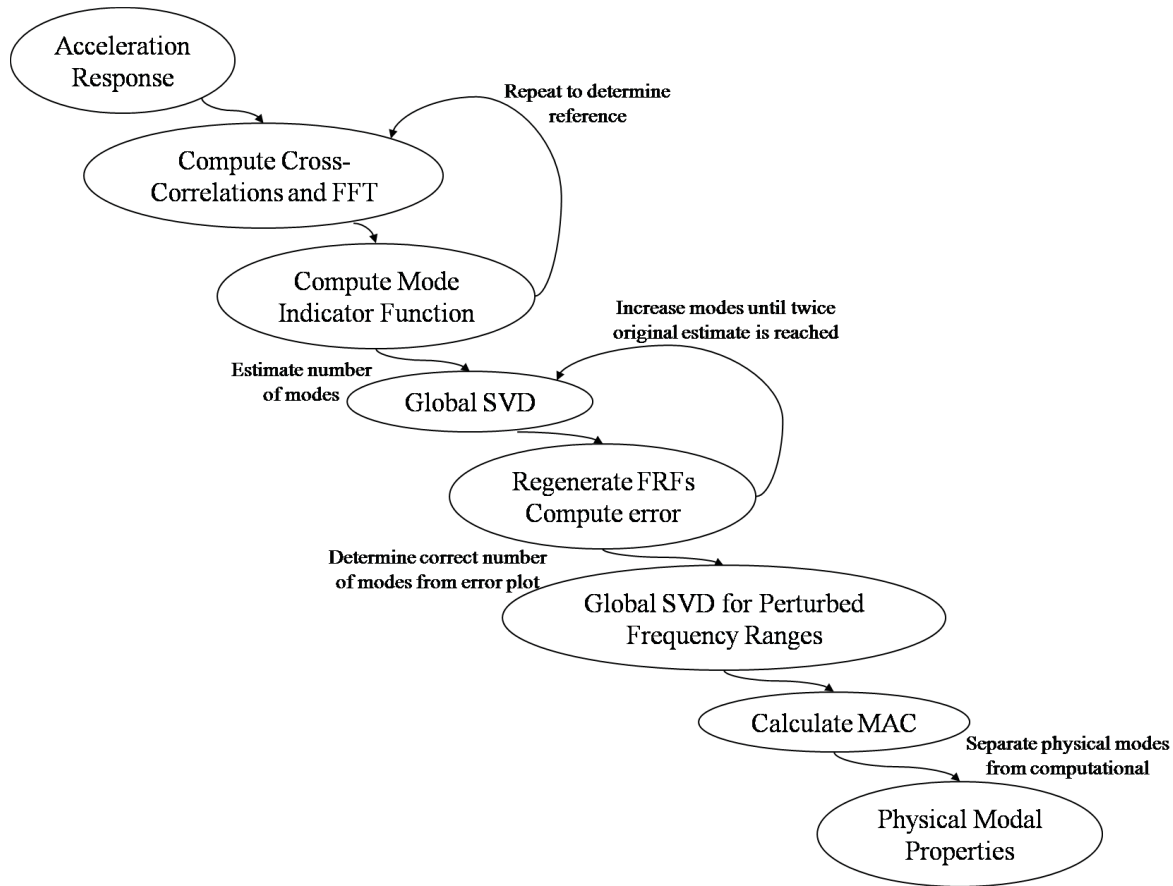 Acceleration
Response
Repeat to determine
reference
Compute Cross-
Correlations and FFT
Compute Mode
Indicator Function
Increase modes until twice
original estimate is reached
Estimate number
of modes
Global SVD
Regenerate FRFs
Compute error
Determine correct number
of modes from error plot
Global SVD for Perturbed
Frequency Ranges
Calculate MAC
Separate physical modes
from computational
Physical Modal
Properties